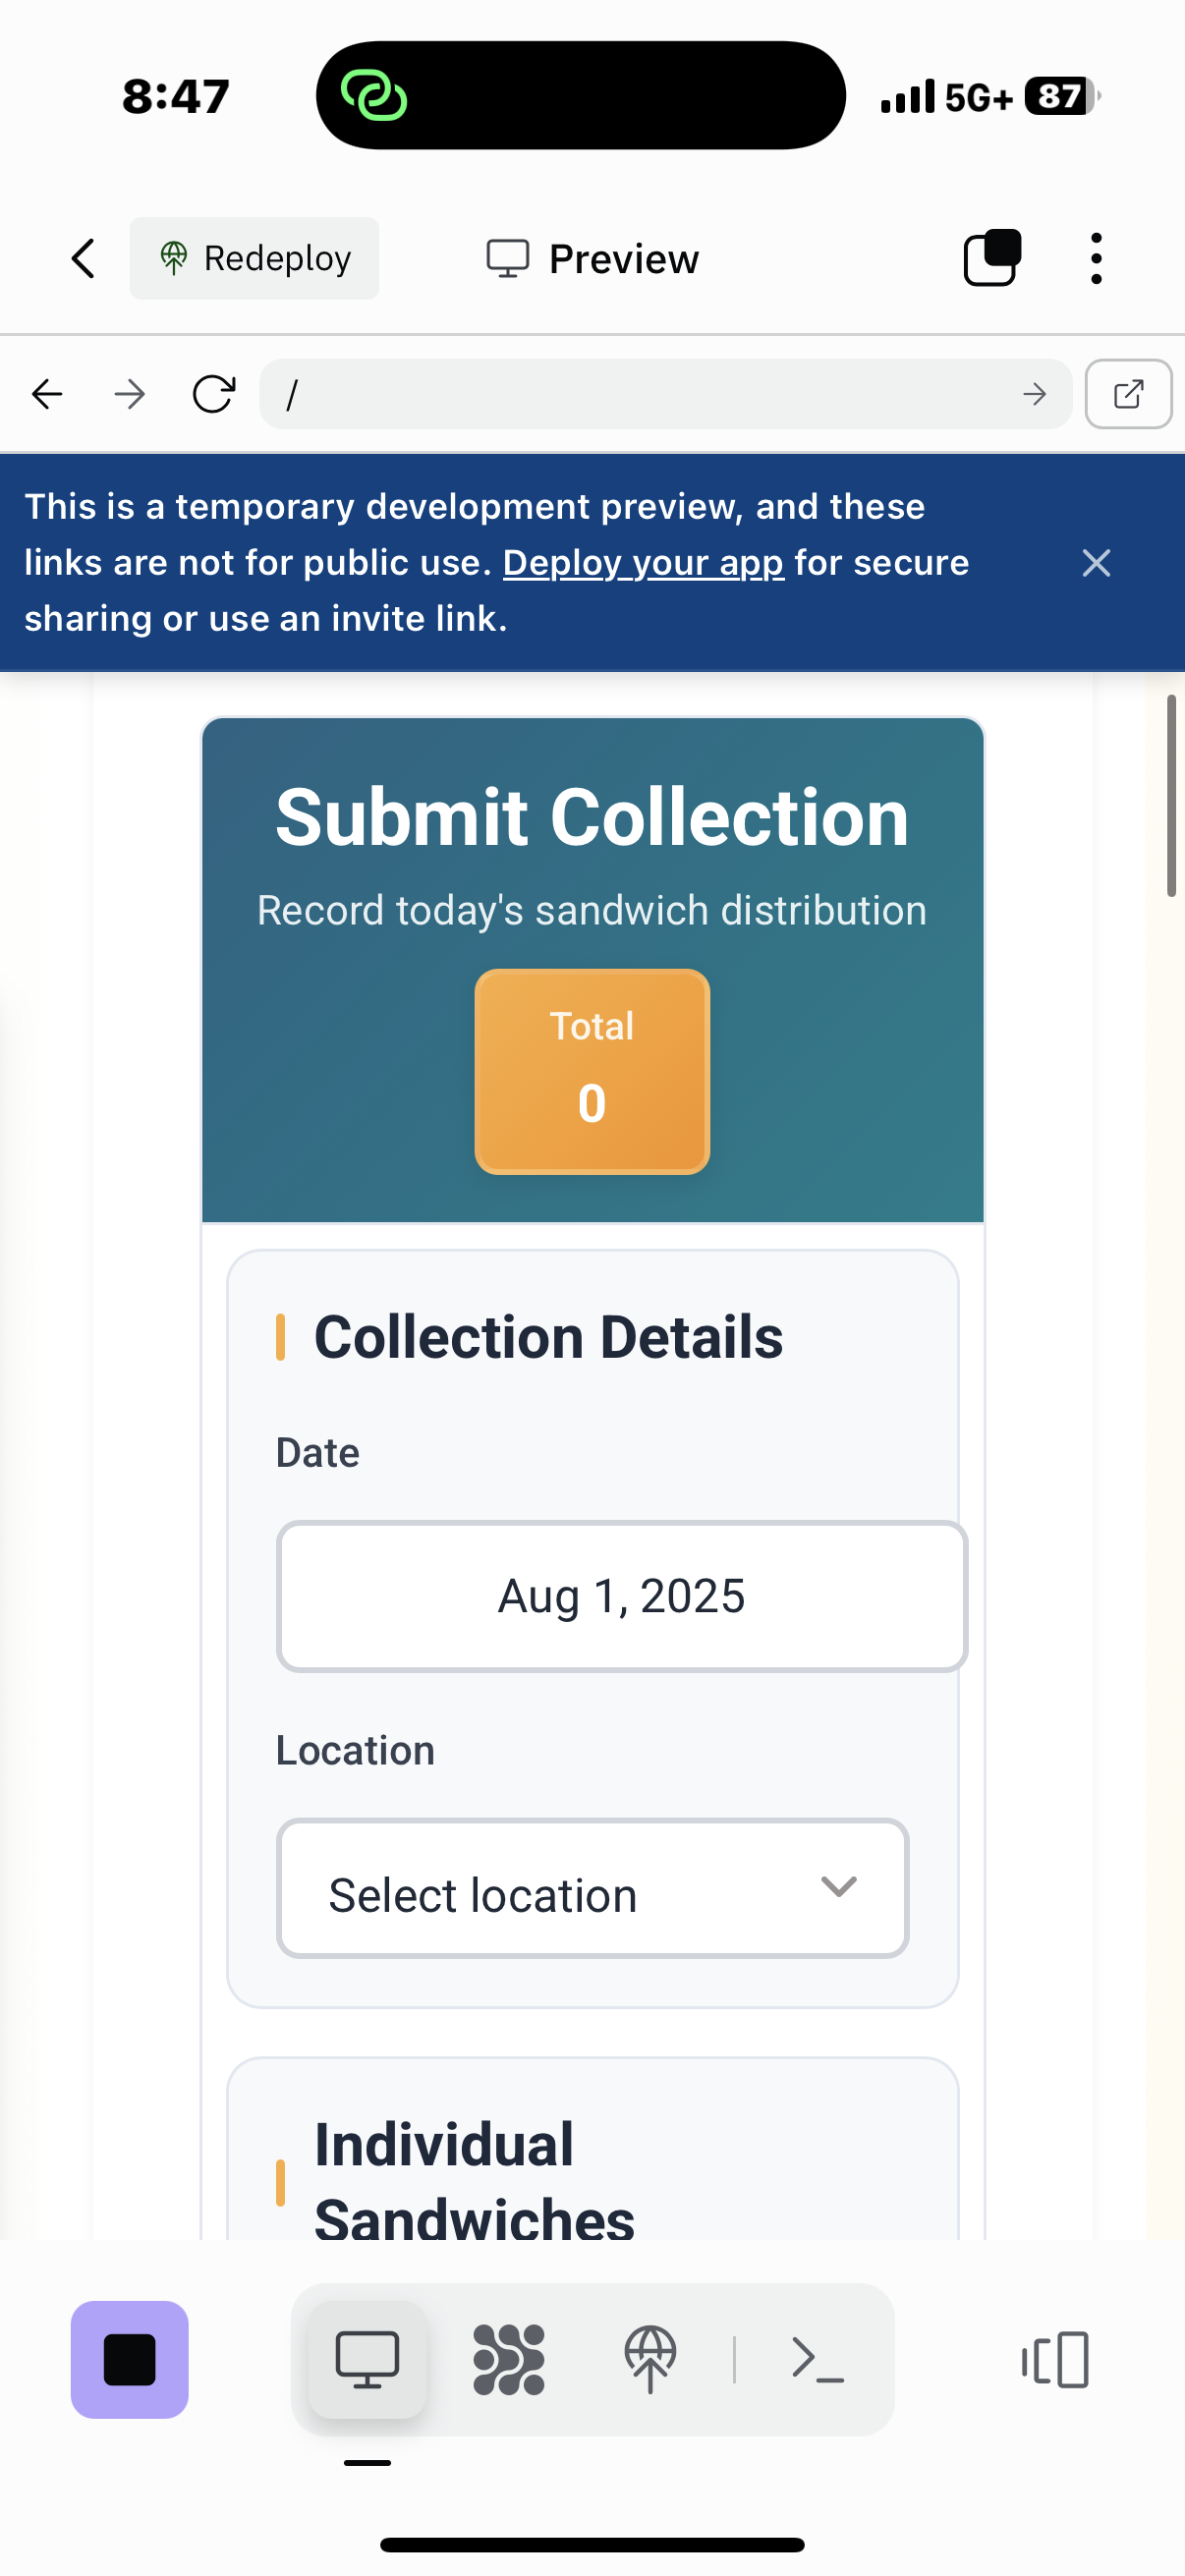 8:47
5G+
87
Redeploy
Preview
/
This is a temporary development preview, and these
links are not for public use. Deploy your app for secure
sharing or use an invite link.
Submit Collection
Record today's sandwich distribution
Total
0
Collection Details
Date
Aug 1, 2025
Location
Select location
Individual
Sandwiches